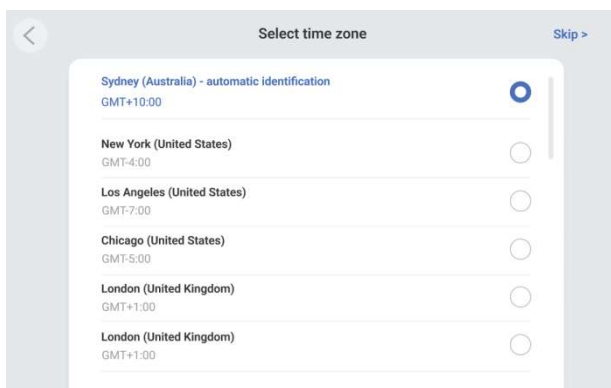 Select time zone
Skip >
Sydney (Australia) - automatic identification
GMT+10:00
New York (United States)
GMT-4:00
Los Angeles (United States)
GMT-7:00
Chicago (United States)
GMT-5:00
London (United Kingdom)
GMT+1:00
London (United Kingdom)
GMT+1:00